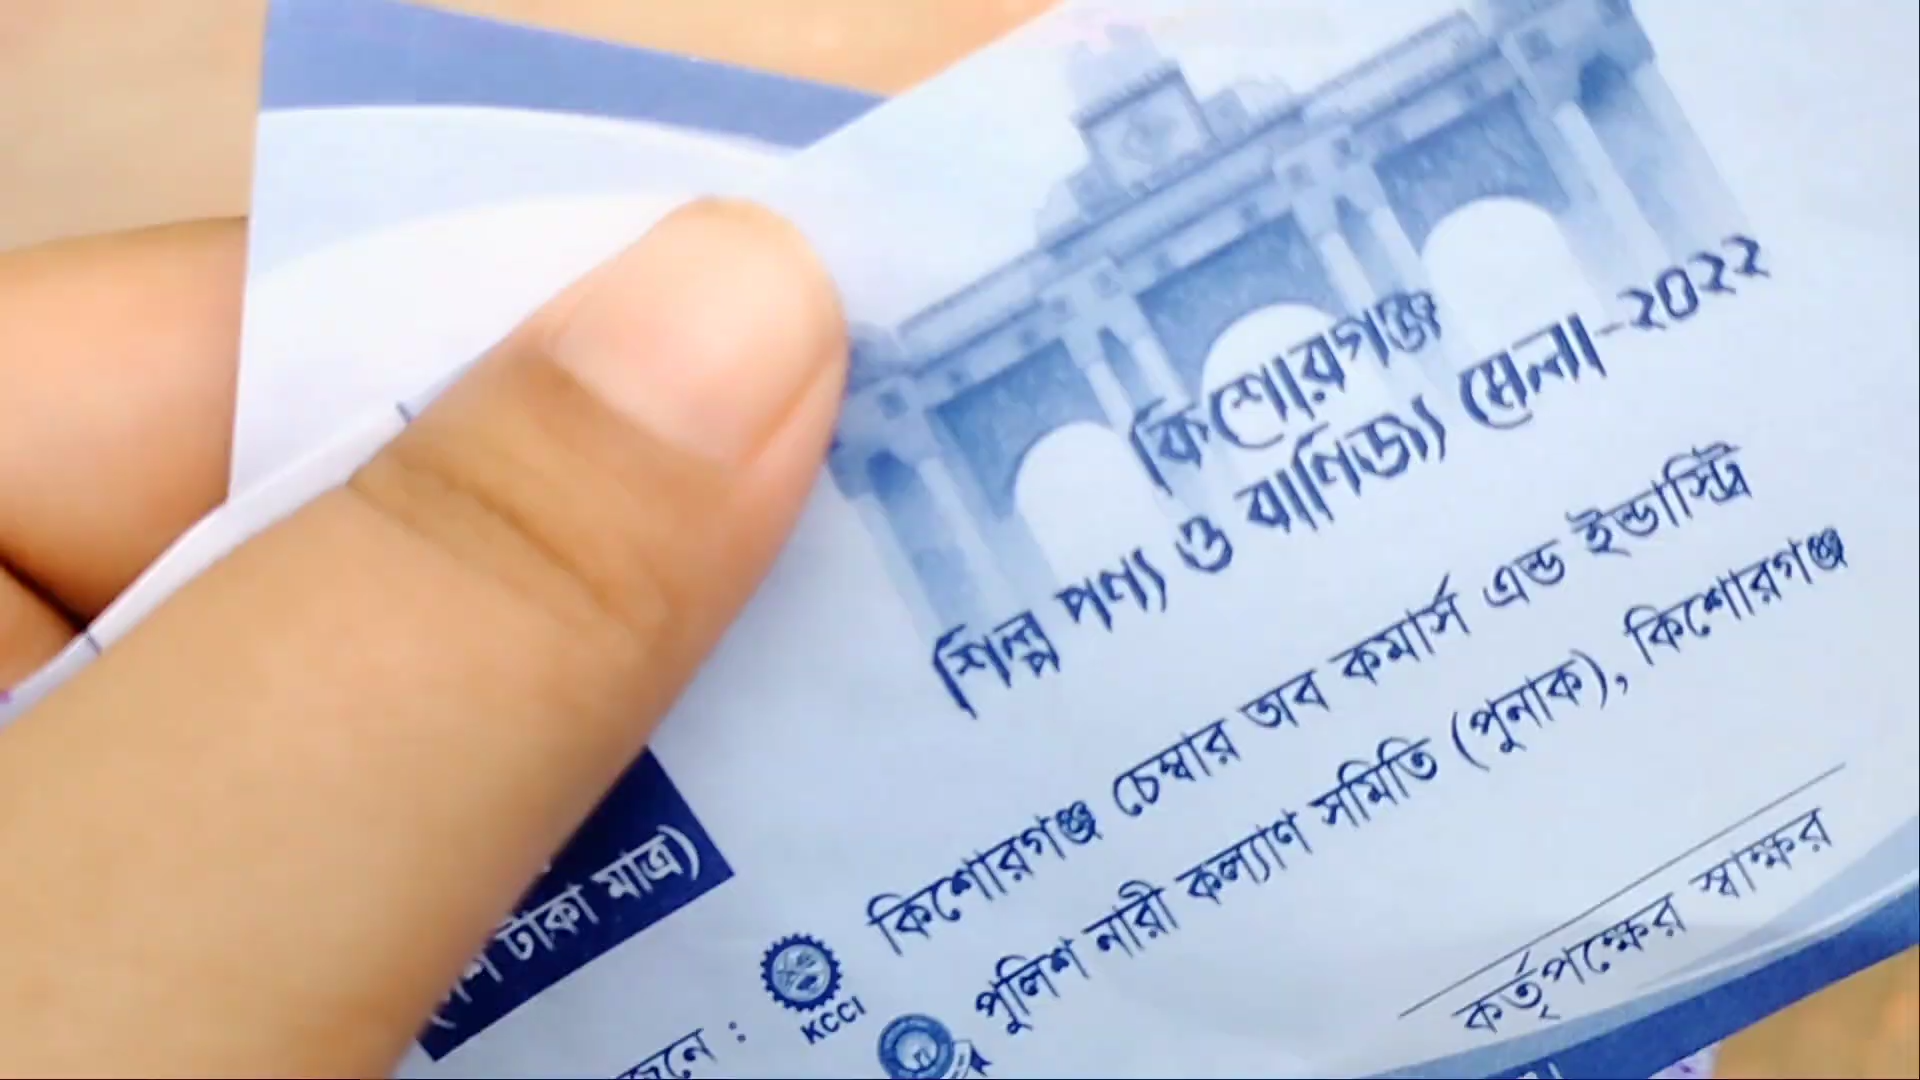 কিশোরগঞ্জ
শিল্প পণ্য ও বাণিজ্য মেলা-২০২২
কিশোরগঞ্জ চেম্বার অব কমার্স এন্ড ইন্ডাস্ট্রি
পুলিশ নারী কল্যাণ সমিতি (পুনাক), কিশোরগঞ্জ
টাকা মাত্র)
KCCI
কর্তৃপক্ষের স্বাক্ষর